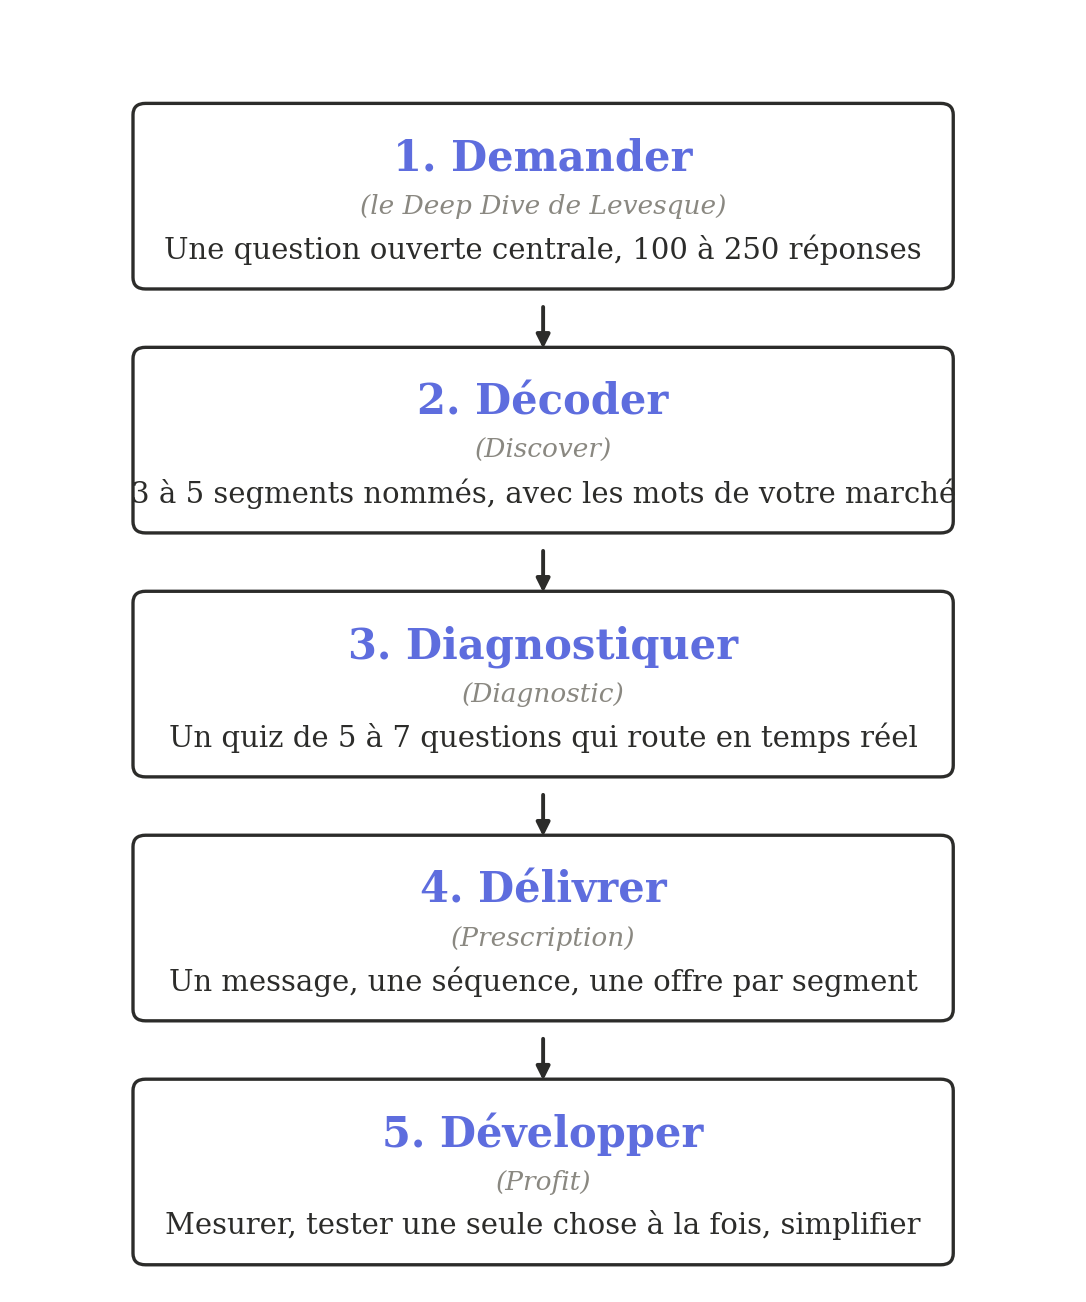 1. Demander
(le Deep Dive de Levesque)
Une question ouverte centrale, 100 à 250 réponses
2. Décoder
(Discover)
3 à 5 segments nommés, avec les mots de votre marché
3. Diagnostiquer
(Diagnostic)
Un quiz de 5 à 7 questions qui route en temps réel
4. Délivrer
(Prescription)
Un message, une séquence, une offre par segment
5. Développer
(Profit)
Mesurer, tester une seule chose à la fois, simplifier